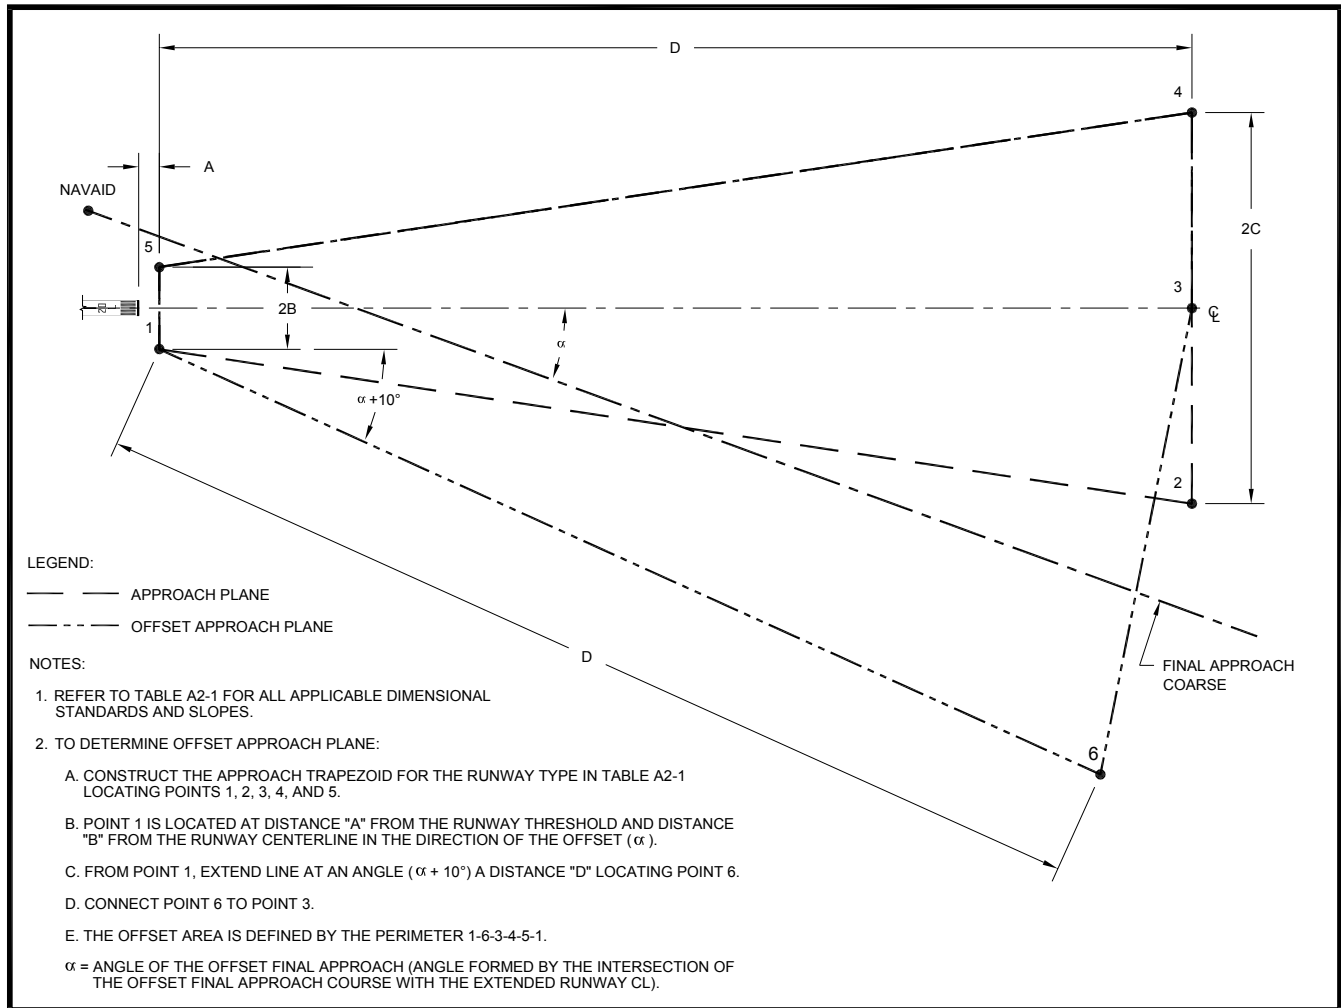 D
4
A
NAVAID
2C
5
3
20
L
2B
℄
1
α
α +10°
2
LEGEND:
APPROACH PLANE
OFFSET APPROACH PLANE
D
FINAL APPROACH
COARSE
NOTES:
1. REFER TO TABLE A2-1 FOR ALL APPLICABLE DIMENSIONAL
STANDARDS AND SLOPES.
2. TO DETERMINE OFFSET APPROACH PLANE:
6
A. CONSTRUCT THE APPROACH TRAPEZOID FOR THE RUNWAY TYPE IN TABLE A2-1
LOCATING POINTS 1, 2, 3, 4, AND 5.
B. POINT 1 IS LOCATED AT DISTANCE "A" FROM THE RUNWAY THRESHOLD AND DISTANCE
"B" FROM THE RUNWAY CENTERLINE IN THE DIRECTION OF THE OFFSET (α ).
C. FROM POINT 1, EXTEND LINE AT AN ANGLE (α + 10°) A DISTANCE "D" LOCATING POINT 6.
D. CONNECT POINT 6 TO POINT 3.
E. THE OFFSET AREA IS DEFINED BY THE PERIMETER 1-6-3-4-5-1.
α = ANGLE OF THE OFFSET FINAL APPROACH (ANGLE FORMED BY THE INTERSECTION OF
THE OFFSET FINAL APPROACH COURSE WITH THE EXTENDED RUNWAY CL).